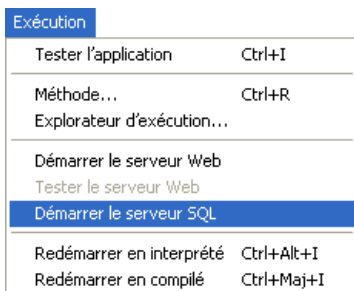 Exécution
Tester l'application Ctrl+I
Méthode... Ctrl+R
Explorateur d'exécution...
Démarrer le serveur Web
Tester le serveur Web
Démarrer le serveur SQL
Redémarrer en interprété Ctrl+Alt+I
Redémarrer en compilé Ctrl+Maj+I